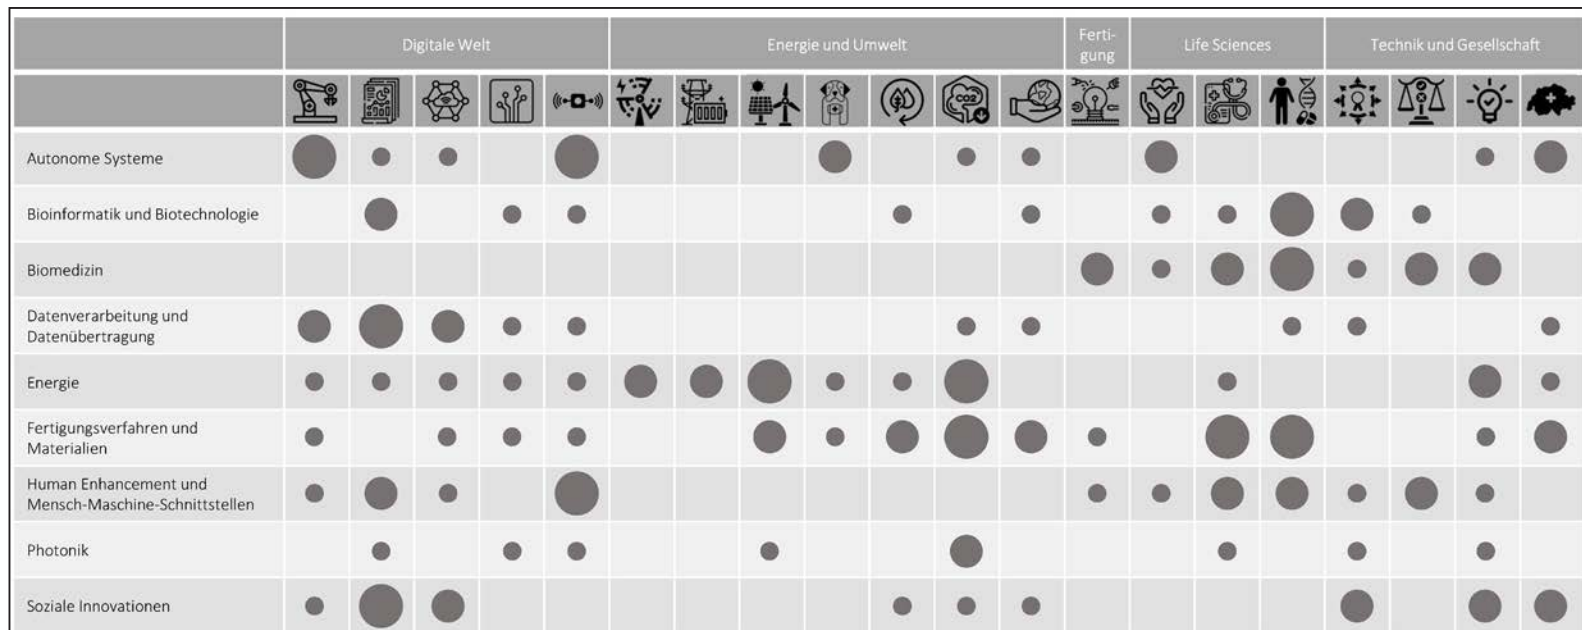 Digitale Welt
Energie und Umwelt
Ferti-
gung
Life Sciences
Technik und Gesellschaft
CO2
Autonome Systeme
Bioinformatik und Biotechnologie
Biomedizin
Datenverarbeitung und
Datenübertragung
Energie
Fertigungsverfahren und
Materialien
Human Enhancement und
Mensch-Maschine-Schnittstellen
Photonik
Soziale Innovationen